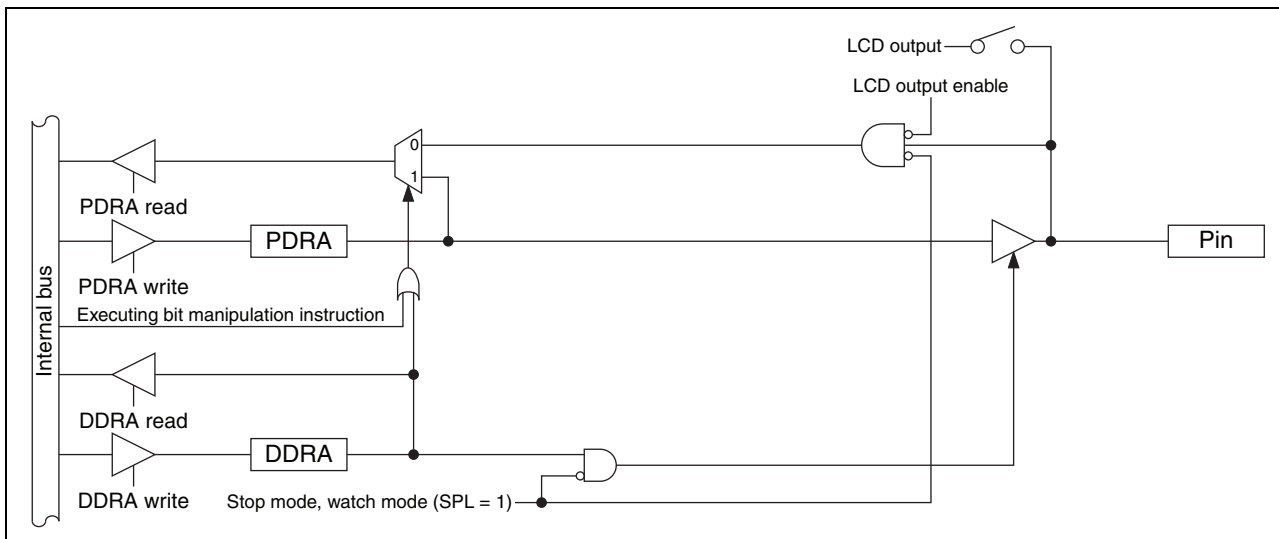 LCD output
LCD output enable
0
1
PDRA read
PDRA
Pin
PDRA write
Executing bit manipulation instruction
Internal bus
DDRA read
DDRA
DDRA write
Stop mode, watch mode (SPL = 1)